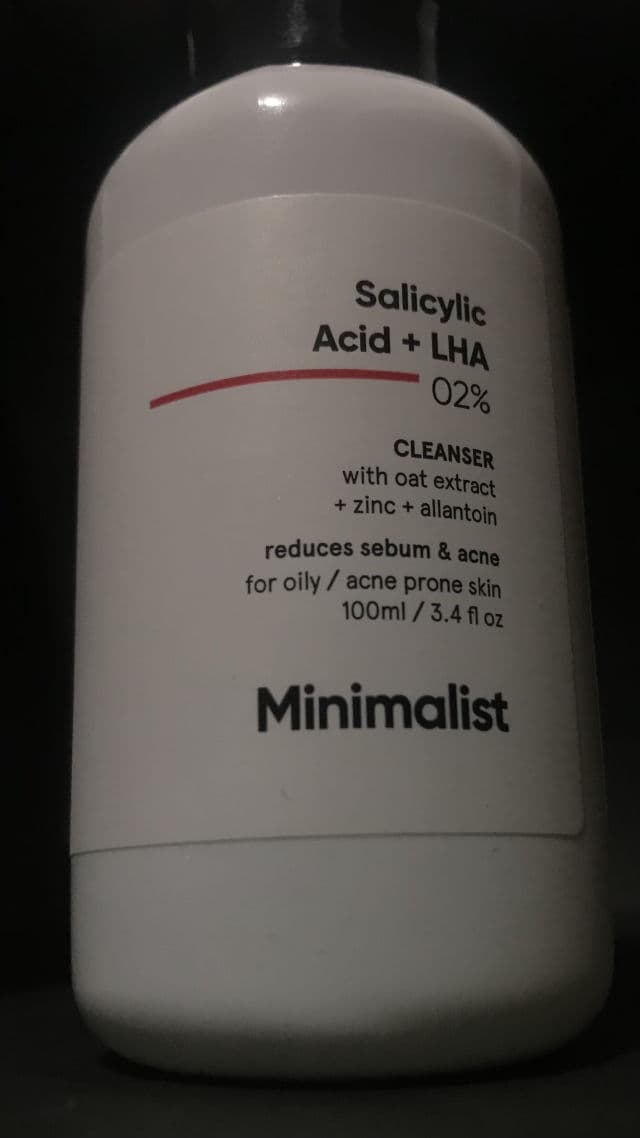 Salicylic
Acid + LHA
02%
CLEANSER
with oat extract
+ zinc + allantoin
reduces sebum & acne
for oily / acne prone skin
100ml / 3.4 fl oz
Minimalist